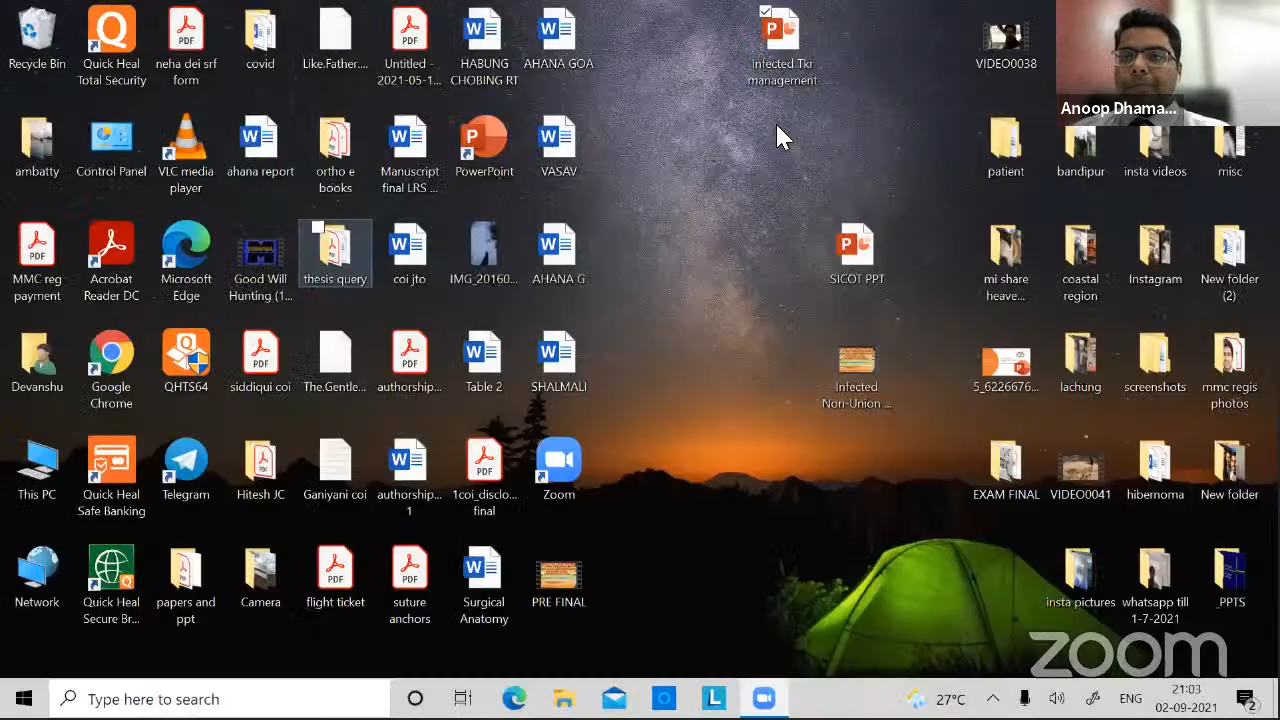 Recycle Bin
Quick Heal
Total Security
neha dei srf
form
covid
Like.Father....
Untitled -
2021-05-1...
HABUNG
CHOBING RT
AHANA GOA
Infected Tkr
management
VIDEO0038
Anoop Dhama...
ambatty
Control Panel
VLC media
player
ahana report
ortho e
books
Manuscript
final LRS ...
PowerPoint
VASAV
patient
bandipur
insta videos
misc
MMC reg
payment
Acrobat
Reader DC
Microsoft
Edge
Good Will
Hunting (1...
thesis query
coi jto
IMG_20160...
AHANA G
SICOT PPT
mi share
heave...
coastal
region
Instagram
New folder
(2)
Devanshu
Google
Chrome
QHTS64
siddiqui coi
The.Gentle...
authorship...
Table 2
SHALMALI
Infected
Non-Union ...
5_6226676...
lachung
screenshots
mmc regis
photos
This PC
Quick Heal
Safe Banking
Telegram
Hitesh JC
Ganiyani coi
authorship...
1
1coi_disclo...
final
Zoom
EXAM FINAL
VIDEO0041
hibernoma
New folder
Network
Quick Heal
Secure Br...
papers and
ppt
Camera
flight ticket
suture
anchors
Surgical
Anatomy
PRE FINAL
insta pictures
whatsapp till
1-7-2021
_PPTS
zoom
Type here to search
27°C
ENG
21:03
02-09-2021
2